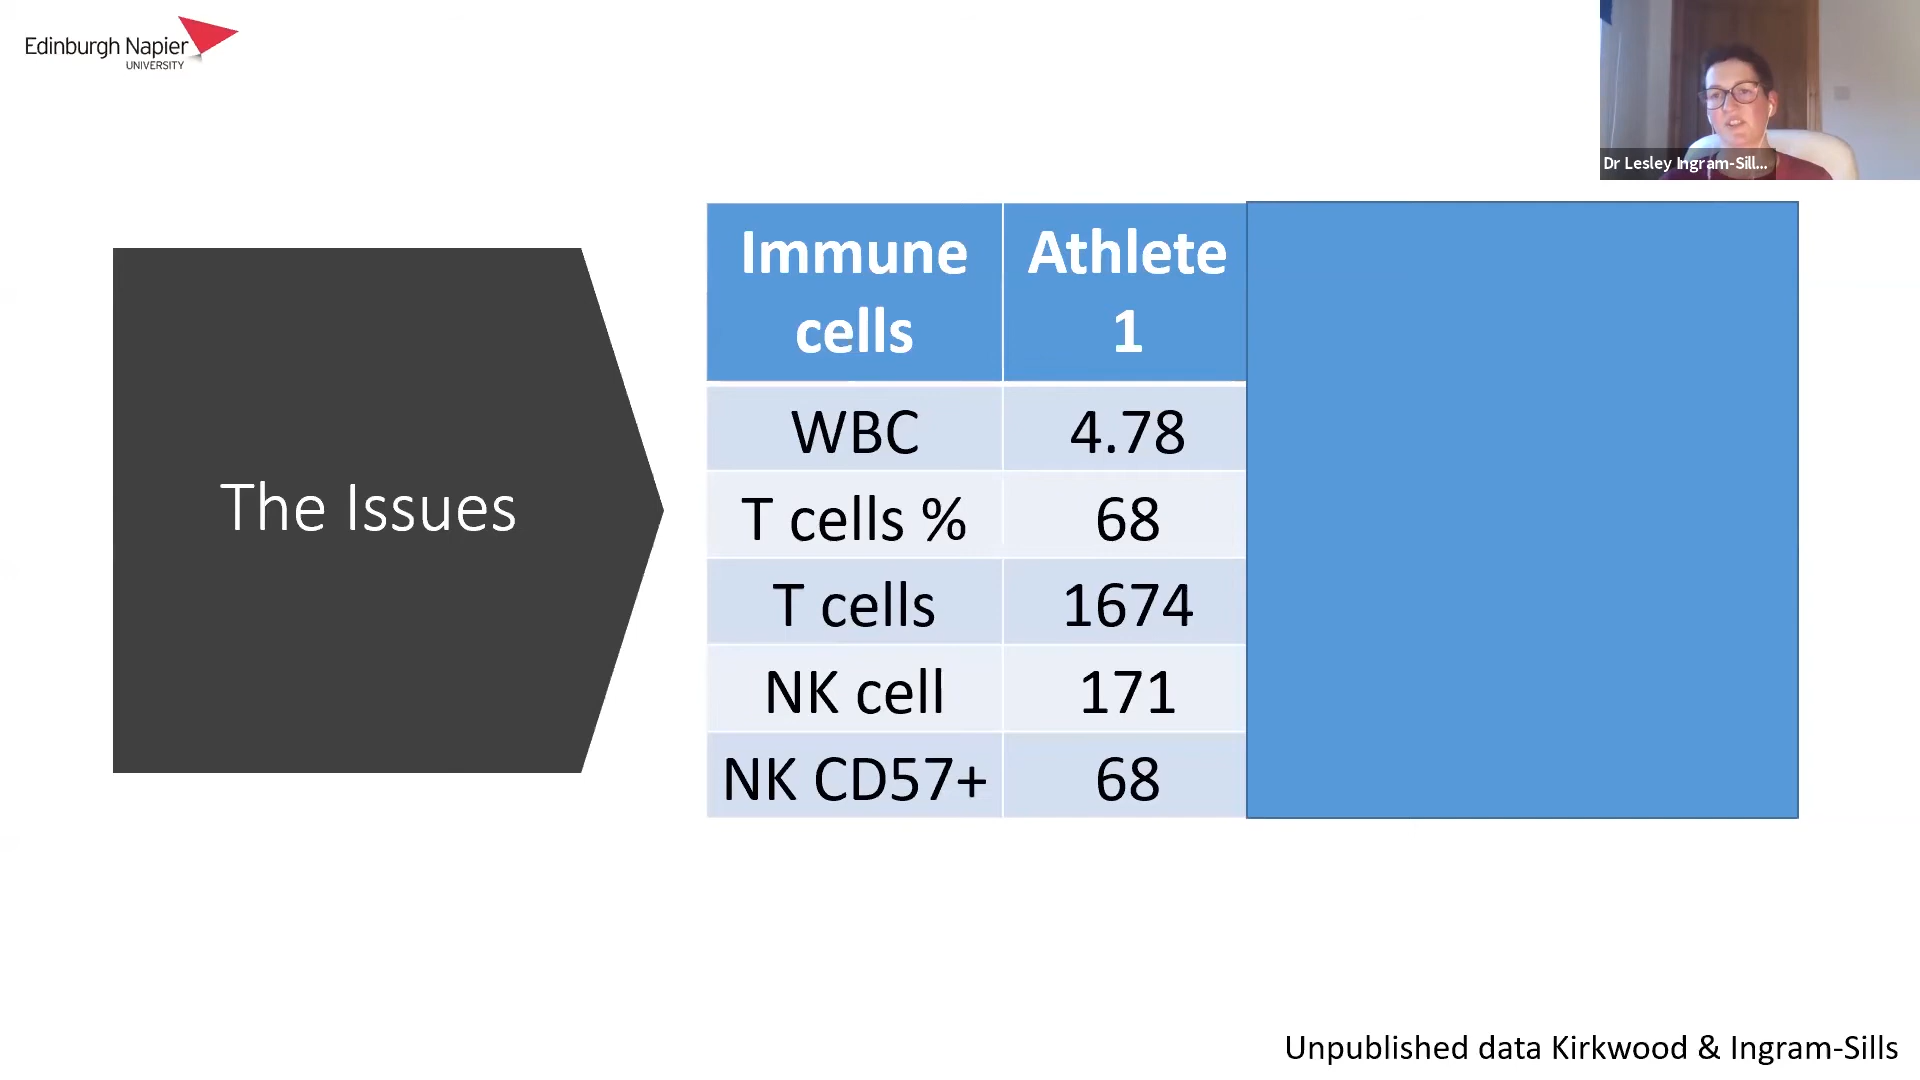 Edinburgh Napier
UNIVERSITY
Dr Lesley Ingram-Sill...
The Issues
Immune cells
Athlete 1
WBC 4.78
T cells % 68
T cells 1674
NK cell 171
NK CD57+ 68
Unpublished data Kirkwood & Ingram-Sills